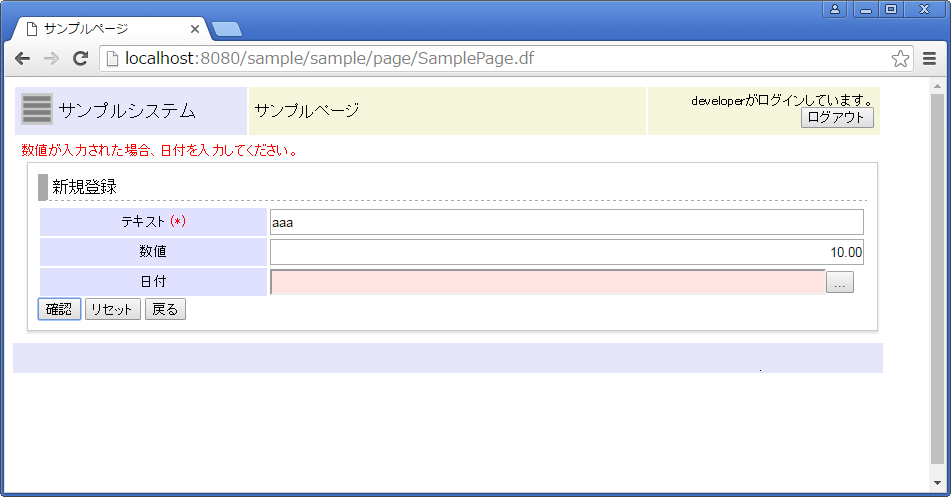 サンプルページ
localhost:8080/sample/sample/page/SamplePage.df
サンプルシステム
サンプルページ
developerがログインしています。
ログアウト
数値が入力された場合、日付を入力してください。
新規登録
テキスト (*) aaa
数値 10.00
日付 ...
確認 リセット 戻る